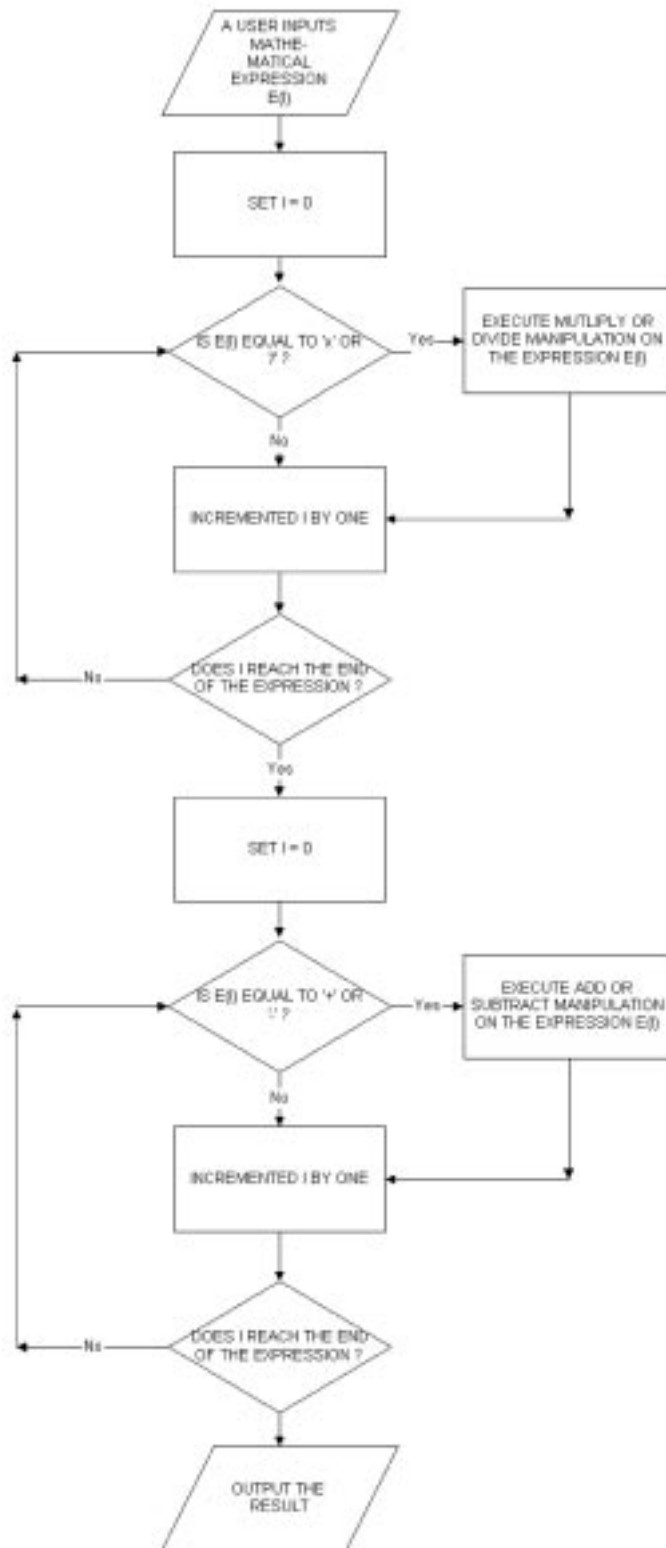 A USER INPUTS
MATHE-
MATICAL
EXPRESSION
E(I)
SET I = 0
IS E(I) EQUAL TO 'x' OR
'/' ?
Yes
EXECUTE MUTLIPLY OR
DIVIDE MANIPULATION ON
THE EXPRESSION E(I)
No
INCREMENTED I BY ONE
DOES I REACH THE END
OF THE EXPRESSION ?
No
Yes
SET I = 0
IS E(I) EQUAL TO '+' OR
?
Yes
EXECUTE ADD OR
SUBTRACT MANIPULATION
ON THE EXPRESSION E(I)
No
INCREMENTED I BY ONE
DOES I REACH THE END
OF THE EXPRESSION ?
No
OUTPUT THE
RESULT